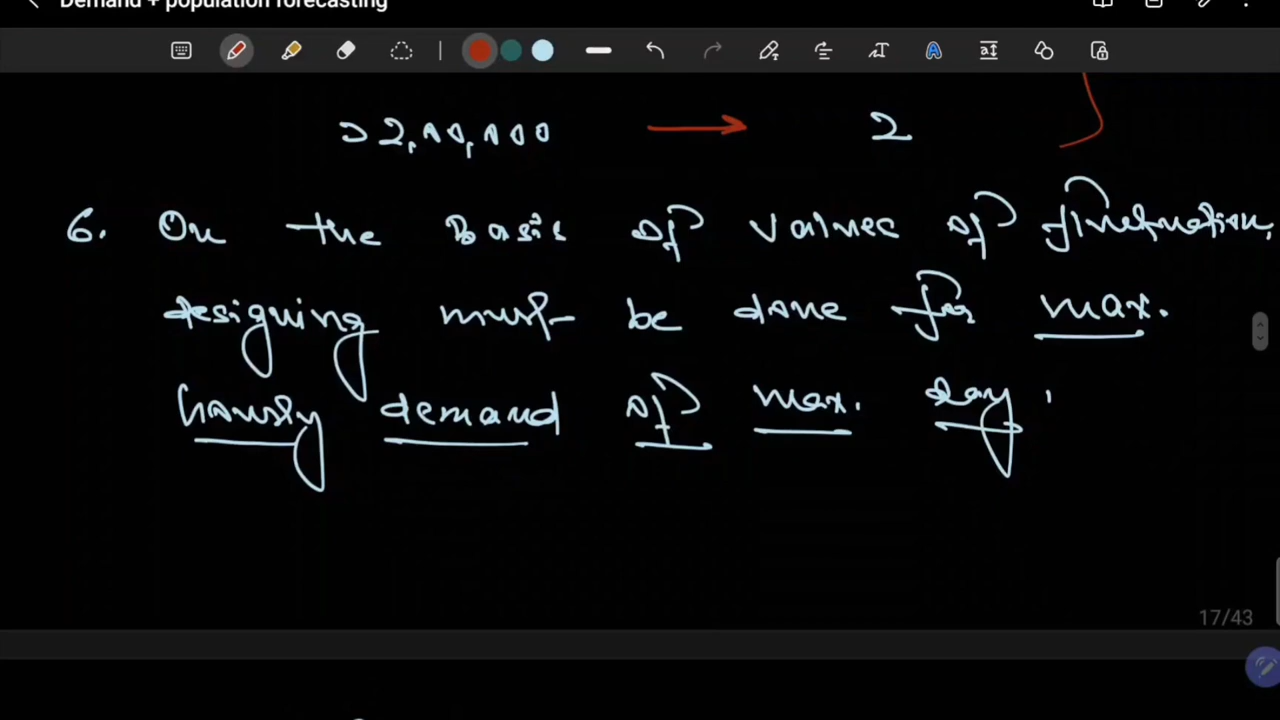 Demand + population forecasting
>2,00,000 → 2
6. On the Basis of values of fluctuation,
designing must be done for max.
hourly demand of max. day.
17/43